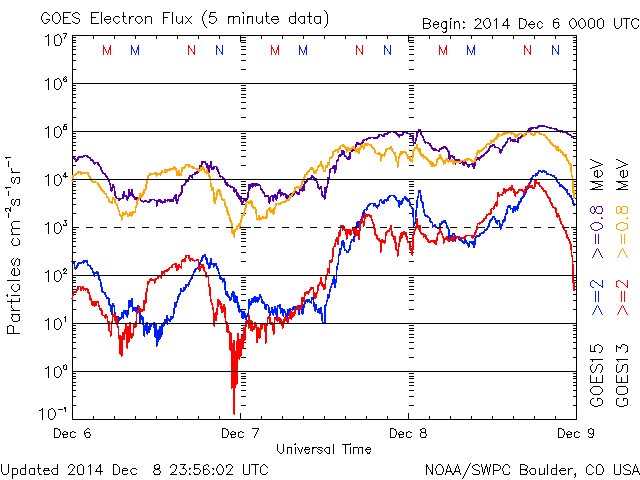 GOES Electron Flux (5 minute data)
Begin: 2014 Dec 6 0000 UTC
Particles cm⁻²s⁻¹sr⁻¹
10⁷
10⁶
10⁵
10⁴
10³
10²
10¹
10⁰
10⁻¹
M M N N M M N N M M N N
Dec 6 Dec 7 Dec 8 Dec 9
Universal Time
GOES15 >=2 >=0.8 MeV
GOES13 >=2 >=0.8 MeV
Updated 2014 Dec 8 23:56:02 UTC
NOAA/SWPC Boulder, CO USA